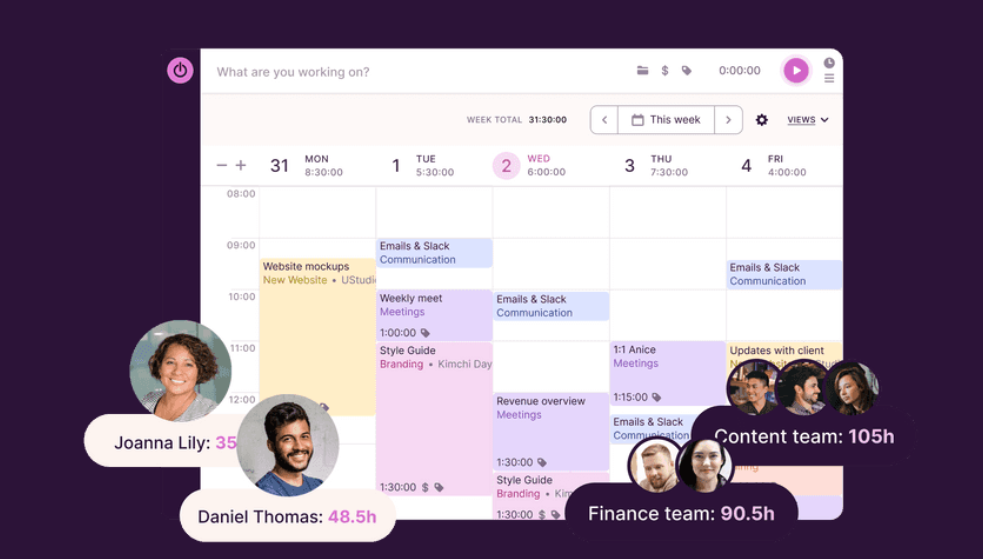 What are you working on?
$
0:00:00
WEEK TOTAL 31:30:00
This week
VIEWS
31 MON 8:30:00
1 TUE 5:30:00
2 WED 6:00:00
3 THU 7:30:00
4 FRI 4:00:00
08:00
09:00
10:00
11:00
12:00
Website mockups
New Website • UStudio
Emails & Slack
Communication
Weekly meet
Meetings
1:00:00
Style Guide
Branding • Kimchi Day
1:30:00 $
Emails & Slack
Communication
Revenue overview
Meetings
1:30:00
Style Guide
Branding •
1:30:00 $
1:1 Anice
Meetings
1:15:00
Emails & Slack
Communication
Emails & Slack
Communication
Updates with client
Joanna Lily: 35
Daniel Thomas: 48.5h
Content team: 105h
Finance team: 90.5h